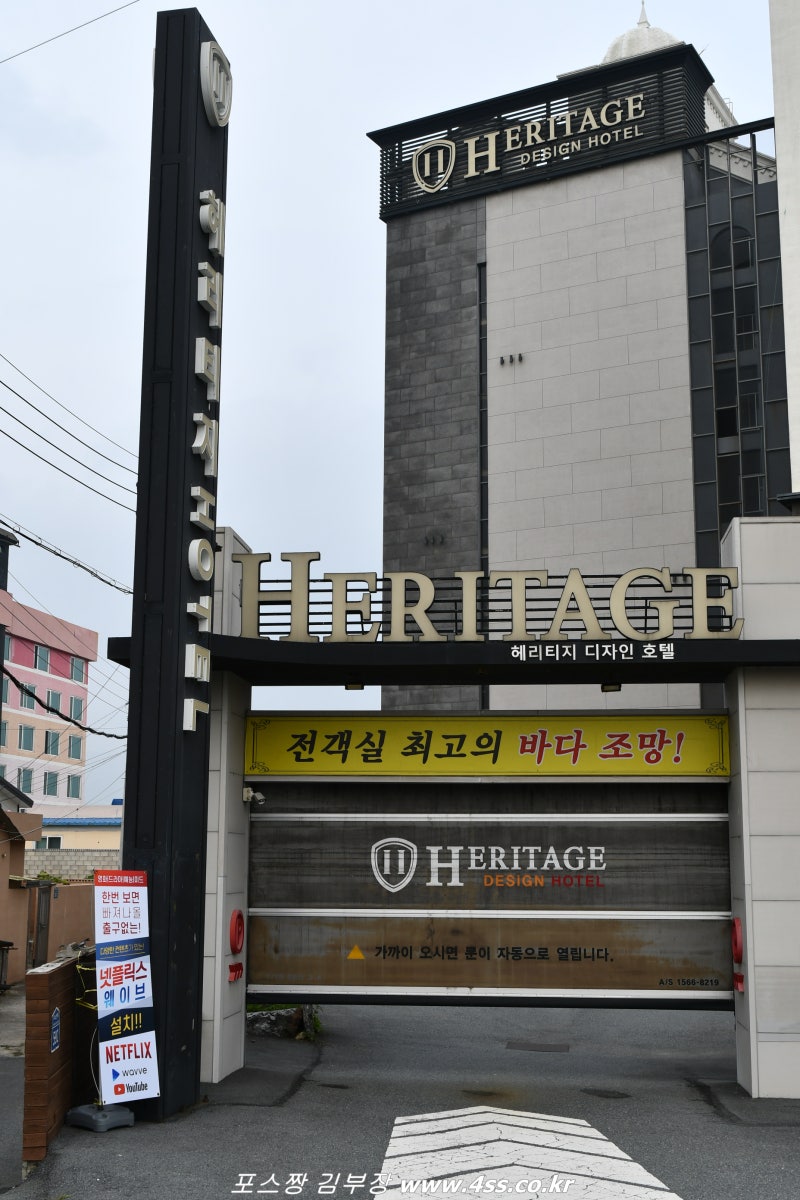 HERITAGE
DESIGN HOTEL
헤리티지호텔
HERITAGE
헤리티지 디자인 호텔
전객실 최고의 바다 조망!
HERITAGE
DESIGN HOTEL
가까이 오시면 문이 자동으로 열립니다.
A/S 1566-8219
한번 보면
빠져나올
출구없는!
넷플릭스
웨이브
설치!!
NETFLIX
wavve
YouTube
포스짱 김부장 www.4ss.co.kr